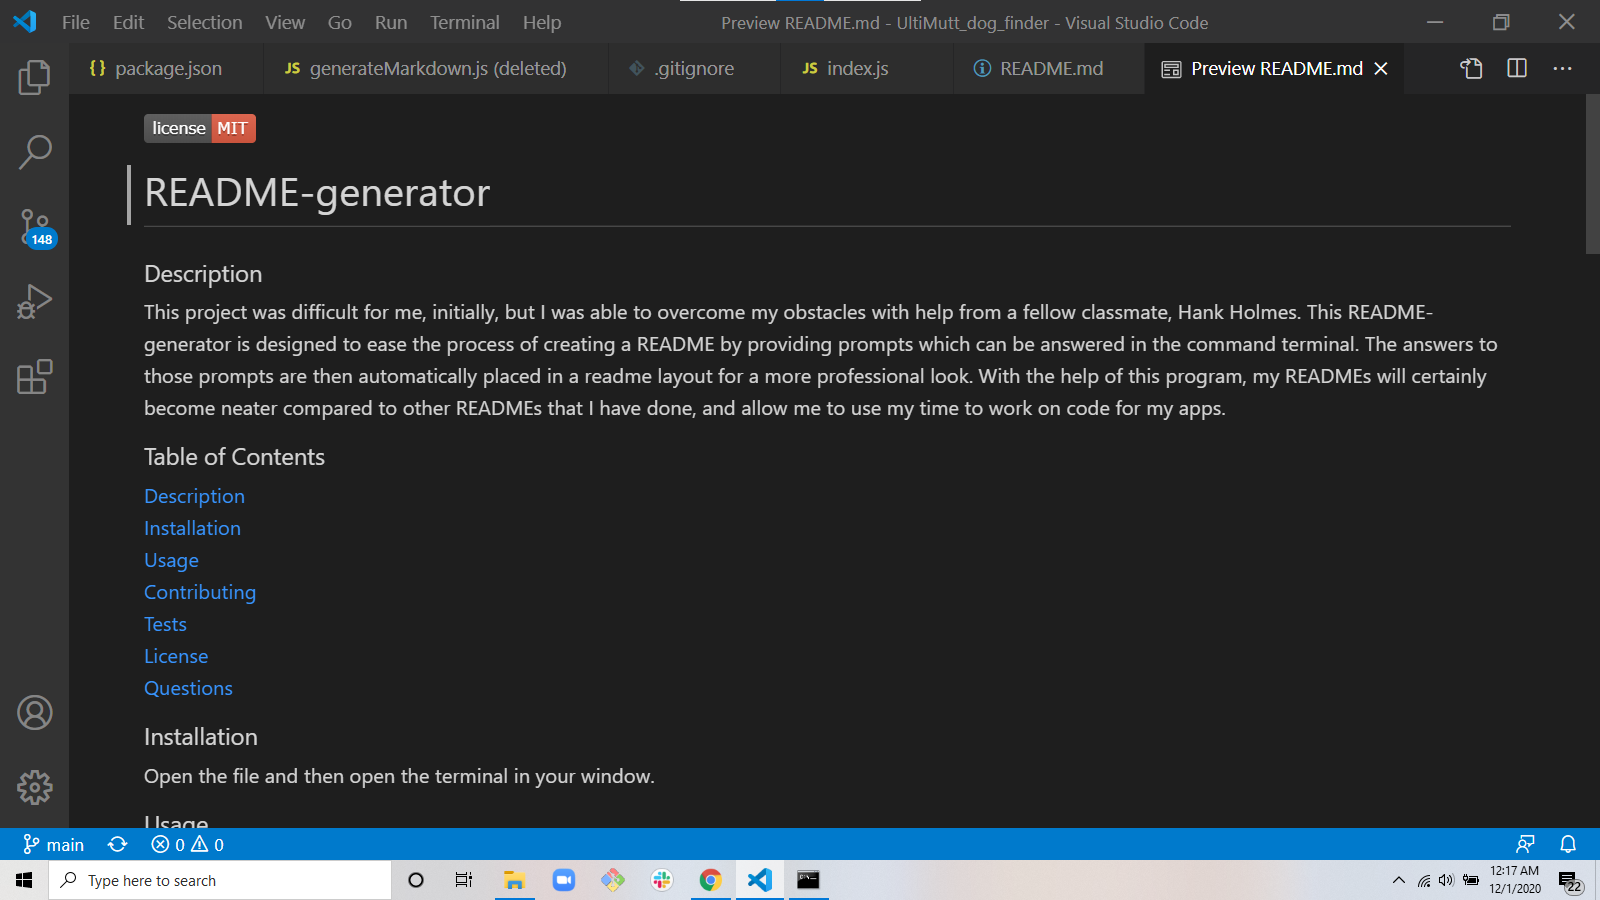 File Edit Selection View Go Run Terminal Help Preview README.md - UltiMutt_dog_finder - Visual Studio Code
{} package.json JS generateMarkdown.js (deleted) .gitignore JS index.js README.md Preview README.md
license MIT
README-generator
148
Description
This project was difficult for me, initially, but I was able to overcome my obstacles with help from a fellow classmate, Hank Holmes. This README-
generator is designed to ease the process of creating a README by providing prompts which can be answered in the command terminal. The answers to
those prompts are then automatically placed in a readme layout for a more professional look. With the help of this program, my READMEs will certainly
become neater compared to other READMEs that I have done, and allow me to use my time to work on code for my apps.
Table of Contents
Description
Installation
Usage
Contributing
Tests
License
Questions
Installation
Open the file and then open the terminal in your window.
Usage
main 0 0
Type here to search
12:17 AM
12/1/2020
22